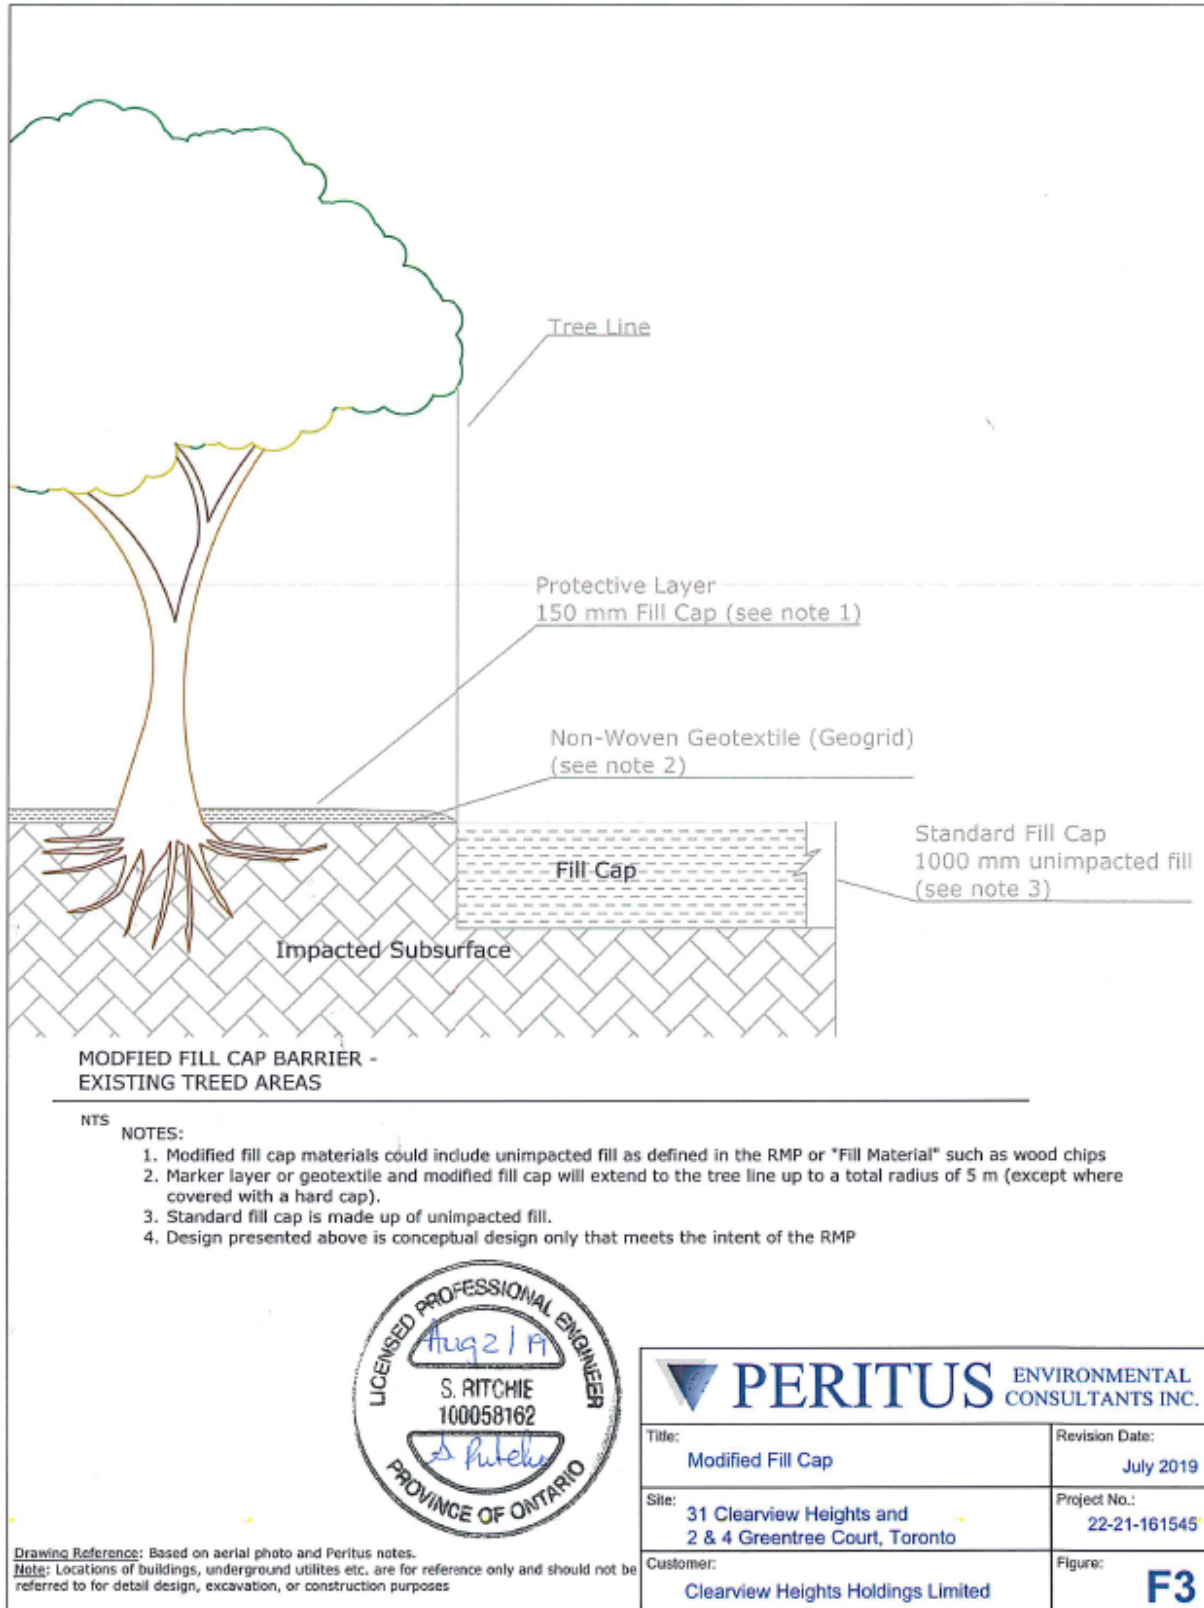 Tree Line
Protective Layer
150 mm Fill Cap (see note 1)
Non-Woven Geotextile (Geogrid)
(see note 2)
Standard Fill Cap
1000 mm unimpacted fill
(see note 3)
Fill Cap
Impacted Subsurface
MODFIED FILL CAP BARRIER -
EXISTING TREED AREAS
NTS
NOTES:
1. Modified fill cap materials could include unimpacted fill as defined in the RMP or "Fill Material" such as wood chips
2. Marker layer or geotextile and modified fill cap will extend to the tree line up to a total radius of 5 m (except where
covered with a hard cap).
3. Standard fill cap is made up of unimpacted fill.
4. Design presented above is conceptual design only that meets the intent of the RMP
LICENSED PROFESSIONAL ENGINEER
Aug 2/19
S. RITCHIE
100058162
PROVINCE OF ONTARIO
PERITUS ENVIRONMENTAL
CONSULTANTS INC.
Title:
Modified Fill Cap
Revision Date:
July 2019
Site:
31 Clearview Heights and
2 & 4 Greentree Court, Toronto
Project No.:
22-21-161545
Customer:
Clearview Heights Holdings Limited
Figure:
F3
Drawing Reference: Based on aerial photo and Peritus notes.
Note: Locations of buildings, underground utilites etc. are for reference only and should not be
referred to for detail design, excavation, or construction purposes